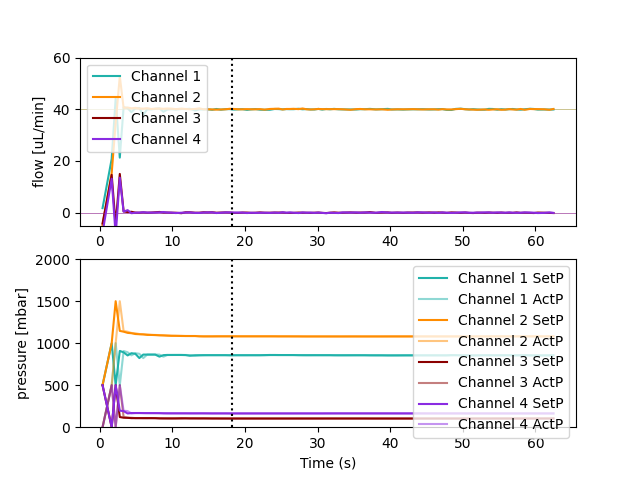 60
40
20
0
flow [uL/min]
Channel 1
Channel 2
Channel 3
Channel 4
0
10
20
30
40
50
60
2000
1500
1000
500
0
pressure [mbar]
Channel 1 SetP
Channel 1 ActP
Channel 2 SetP
Channel 2 ActP
Channel 3 SetP
Channel 3 ActP
Channel 4 SetP
Channel 4 ActP
0
10
20
30
40
50
60
Time (s)